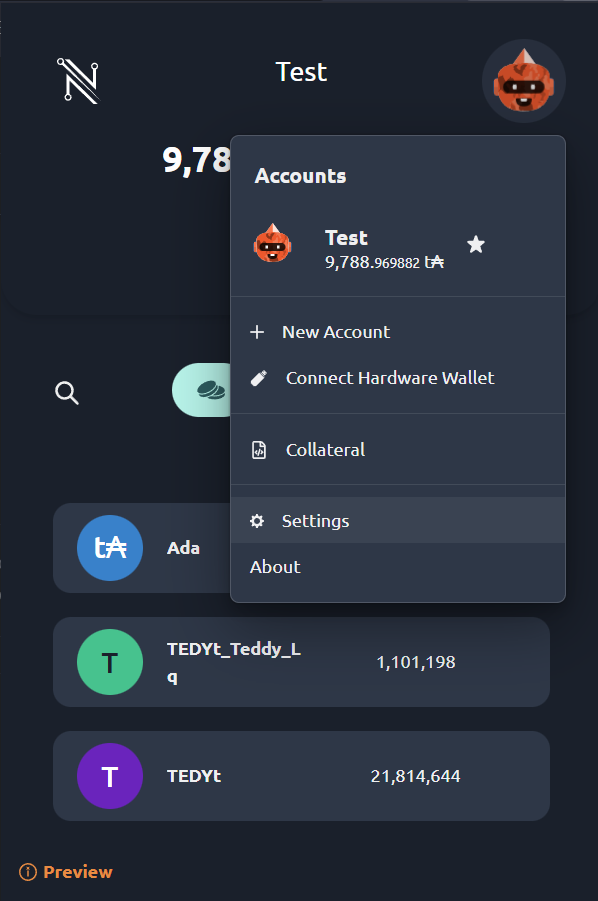 Test
9,78
Accounts
Test
9,788.969882 t₳
New Account
Connect Hardware Wallet
Collateral
Settings
About
t₳ Ada
T TEDYt_Teddy_L
q
1,101,198
T TEDYt 21,814,644
Preview